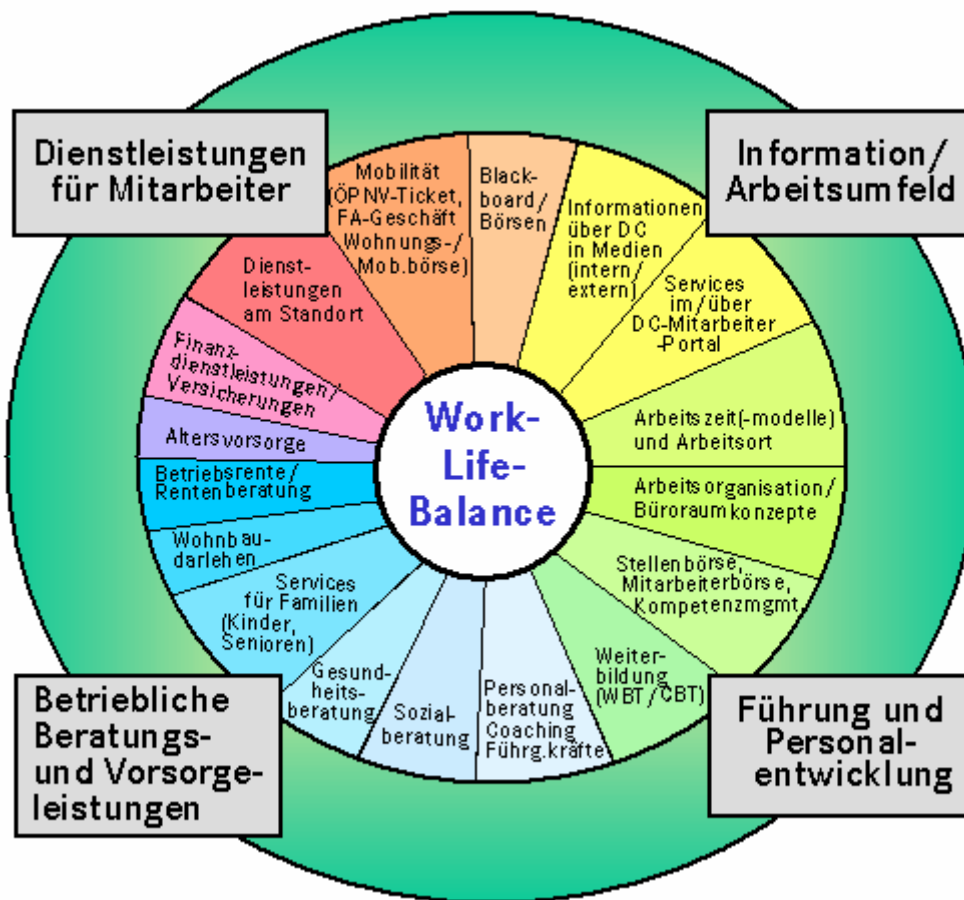 Dienstleistungen
für Mitarbeiter
Information/
Arbeitsumfeld
Mobilität
(ÖPNV-Ticket,
FA-Geschäft
Wohnungs-/
Mob.börse)
Black-
board/
Börsen
Informationen
über DC
in Medien
(intern/
extern)
Services
im/über
DC-Mitarbeiter
-Portal
Arbeitszeit(-modelle)
und Arbeitsort
Arbeitsorganisation/
Büroraumkonzepte
Stellenbörse,
Mitarbeiterbörse,
Kompetenzmgmt.
Weiter-
bildung
(WBT/CBT)
Personal-
beratung
Coaching
Führg.kräfte
Sozial-
beratung
Gesund-
heits-
beratung
Services
für Familien
(Kinder,
Senioren)
Wohnbau-
darlehen
Betriebsrente/
Rentenberatung
Altersvorsorge
Finanz-
dienstleistungen/
Versicherungen
Dienst-
leistungen
am Standort
Work-
Life-
Balance
Betriebliche
Beratungs-
und Vorsorge-
leistungen
Führung und
Personal-
entwicklung